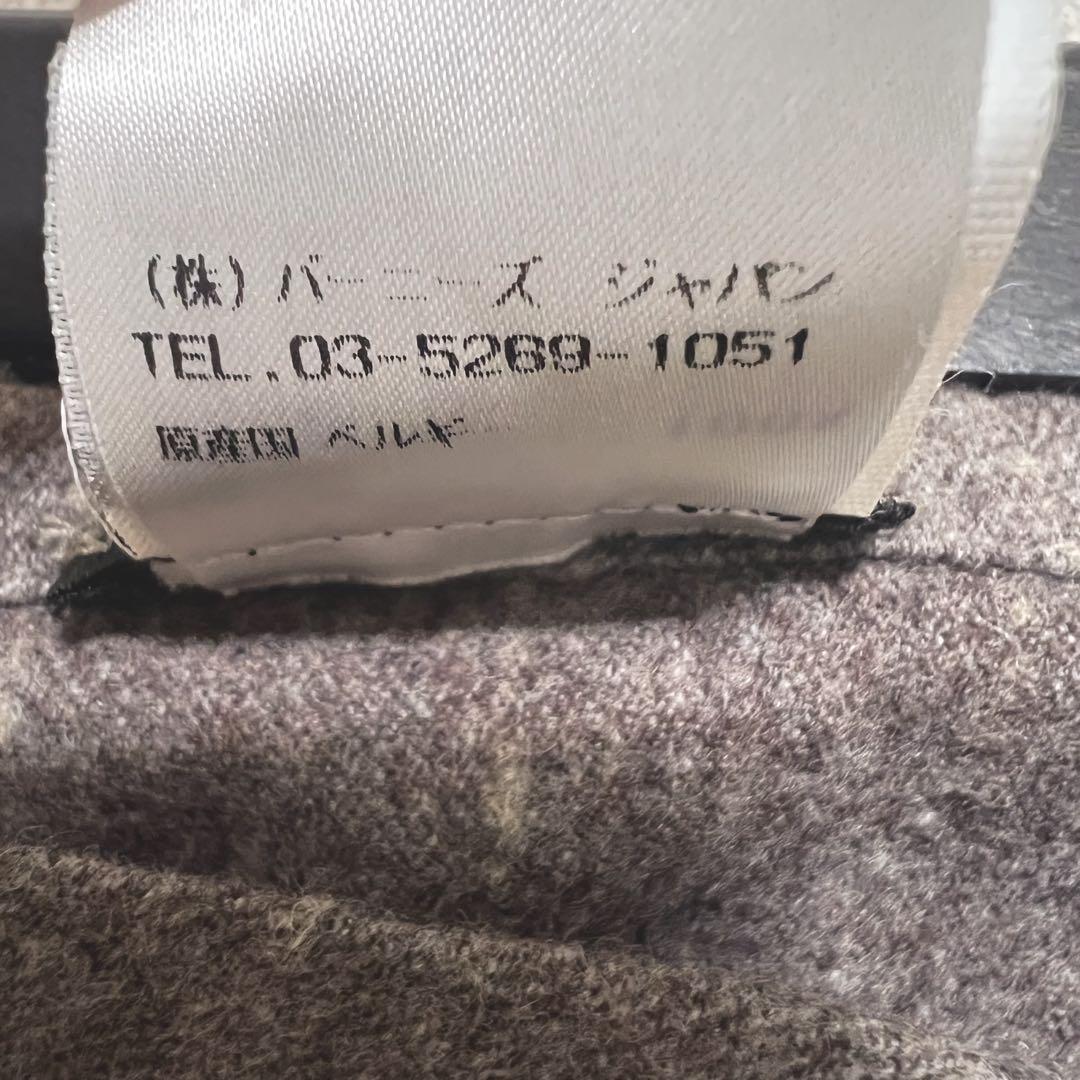 (株)バーニーズ ジャパン
TEL.03-5269-1051
原産国 ベルギー